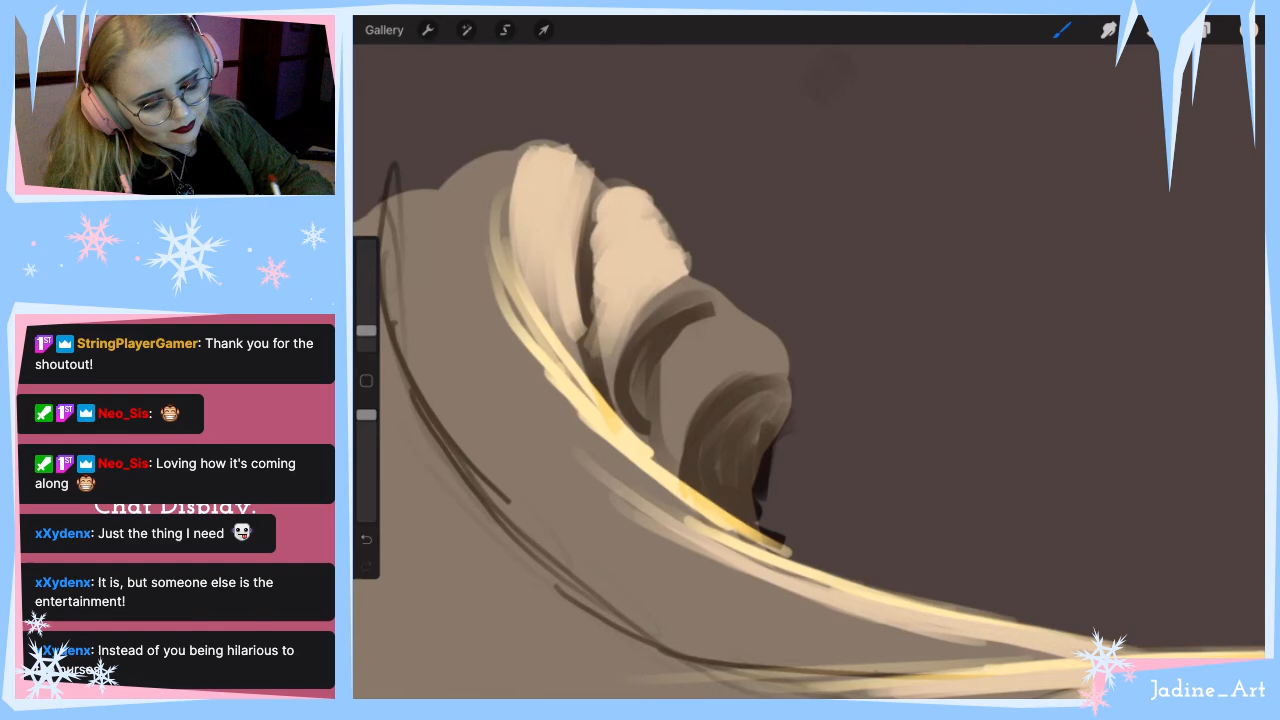 Gallery
StringPlayerGamer: Thank you for the
shoutout!
Neo_Sis:
Neo_Sis: Loving how it's coming
along
Chat Display:
xXydenx: Just the thing I need
xXydenx: It is, but someone else is the
entertainment!
xXydenx: Instead of you being hilarious to
Jadine_Art